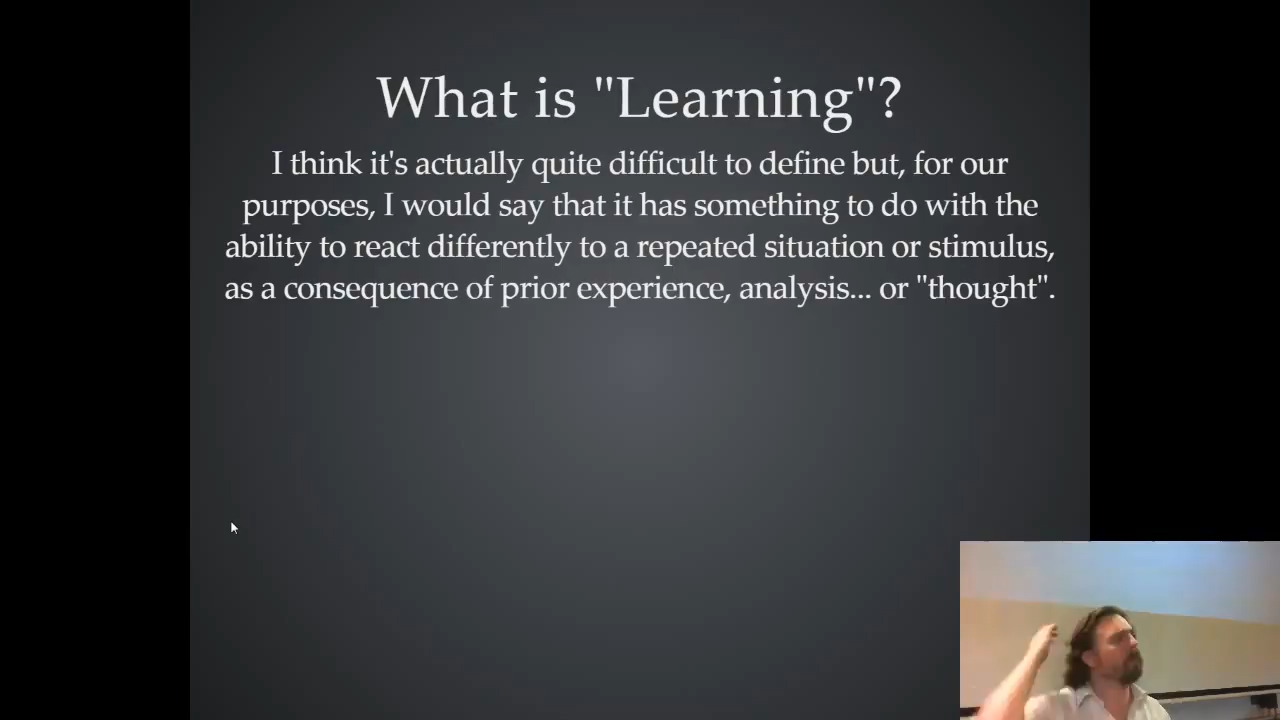 What is "Learning"?
I think it's actually quite difficult to define but, for our
purposes, I would say that it has something to do with the
ability to react differently to a repeated situation or stimulus,
as a consequence of prior experience, analysis... or "thought".